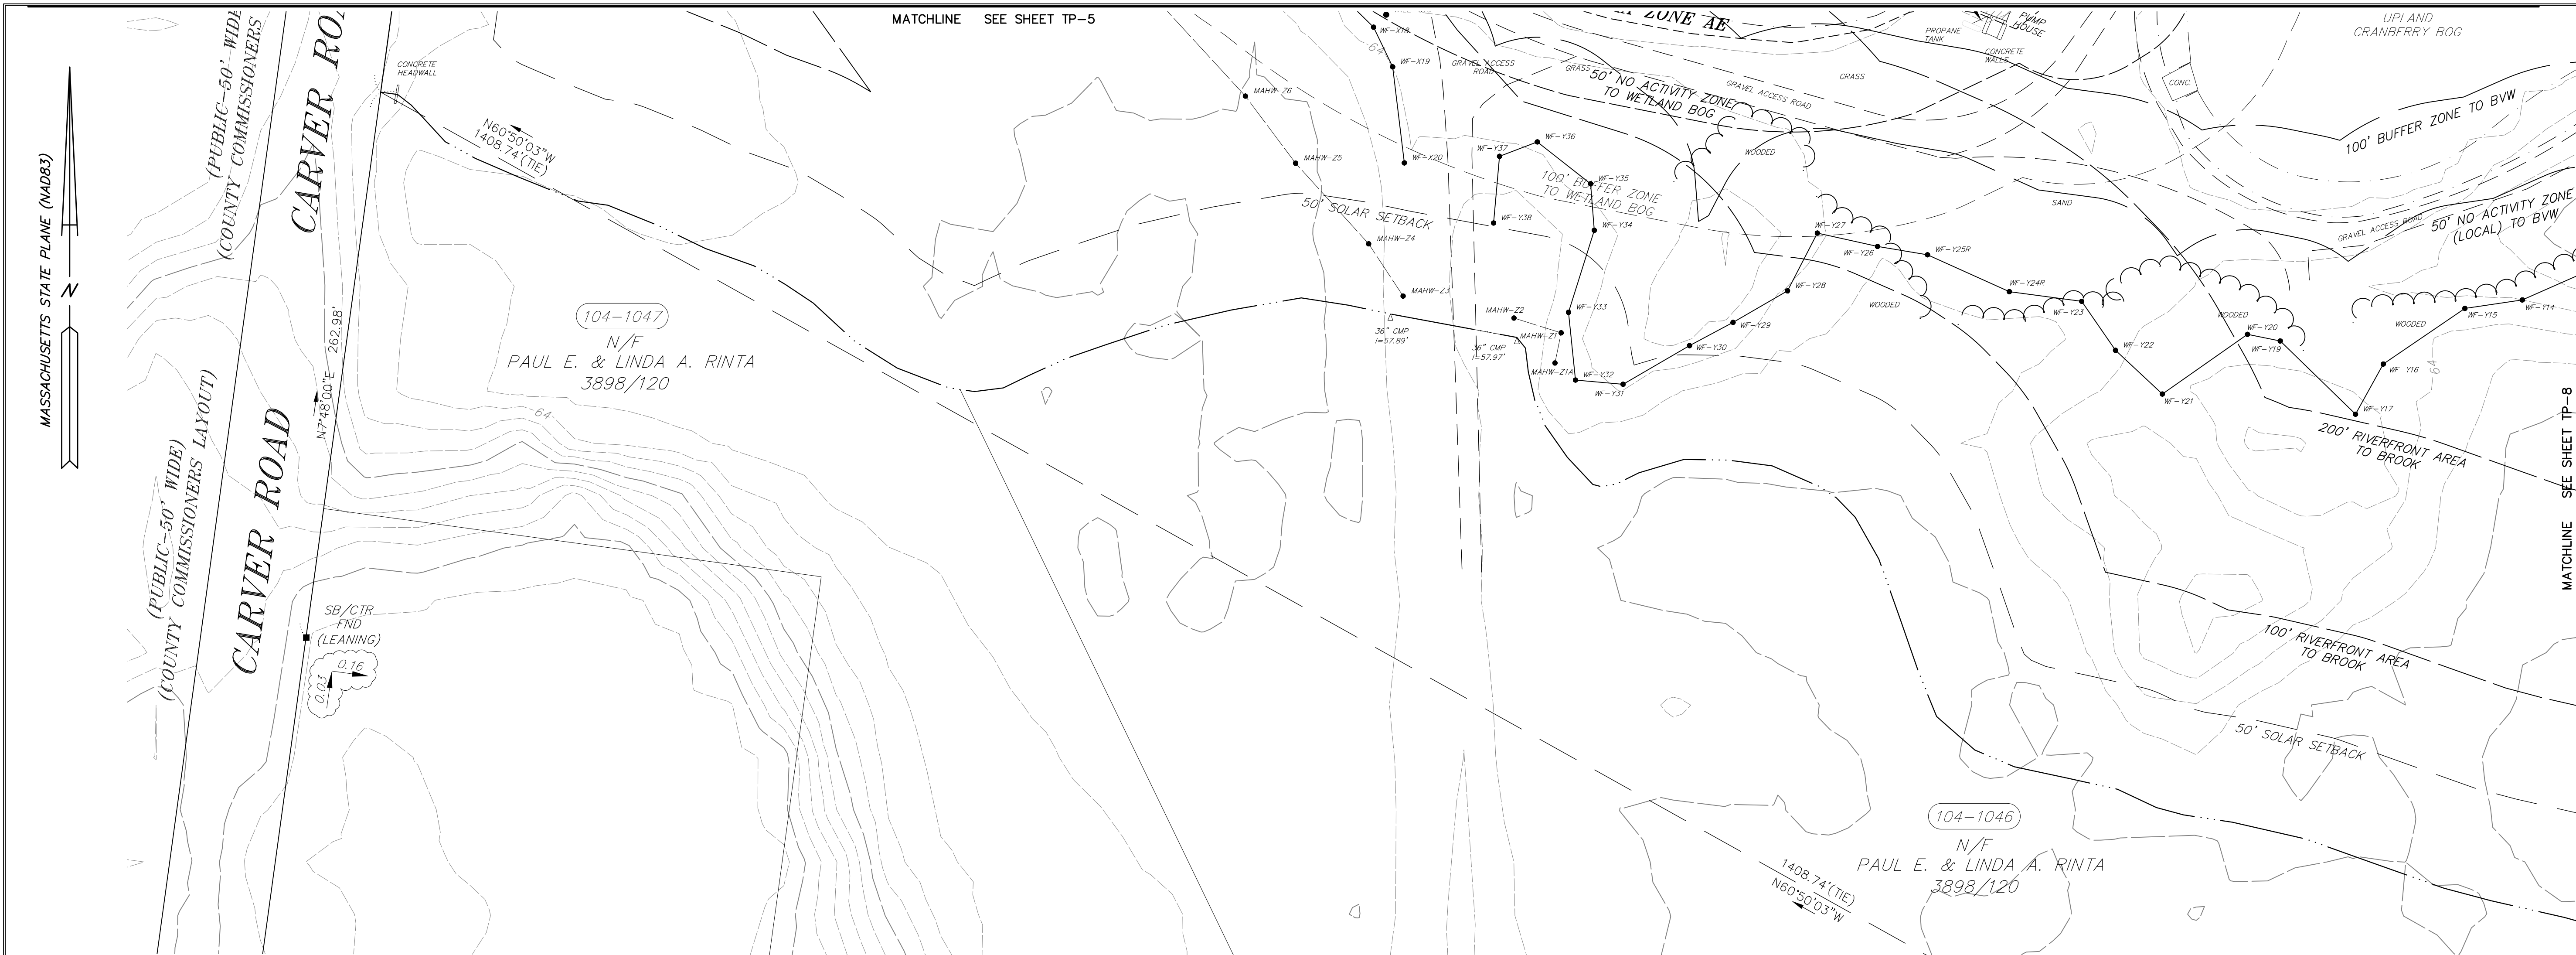 MATCHLINE SEE SHEET TP-5
MASSACHUSETTS STATE PLANE (NAD83)
N
(PUBLIC-50' WIDE
(COUNTY COMMISSIONERS
CARVER
CONCRETE
HEADWALL
N60°50'03"W
1408.74'(TIE)
N7°48'00"E 262.98'
104-1047
N/F
PAUL E. & LINDA A. RINTA
3898/120
64
(PUBLIC-50' WIDE)
(COUNTY COMMISSIONERS LAYOUT)
CARVER ROAD
SB/CTR
FND
(LEANING)
0.16
0.03
MAHW-Z6
MAHW-Z5
MAHW-Z4
MAHW-Z3
MAHW-Z2
MAHW-Z1
MAHW-Z1A
50' SOLAR SETBACK
36" CMP
I=57.89'
36" CMP
I=57.97'
64
WF-X18
WF-X19
WF-X20
GRAVEL ACCESS
ROAD
GRASS
ZONE AE
50' NO ACTIVITY ZONE
TO WETLAND BOG
GRAVEL ACCESS ROAD
GRASS
PROPANE
TANK
CONCRETE
WALLS
PUMP
HOUSE
UPLAND
CRANBERRY BOG
CONC.
100' BUFFER ZONE TO BVW
WOODED
100' BUFFER ZONE
TO WETLAND BOG
WF-Y38
WF-Y37
WF-Y36
WF-Y35
WF-Y34
WF-Y33
WF-Y32
WF-Y31
WF-Y30
WF-Y29
WF-Y28
WF-Y27
WF-Y26
WF-Y25R
WF-Y24R
WF-Y23
WF-Y22
WF-Y21
WF-Y20
WF-Y19
WF-Y17
WF-Y16
WF-Y15
WF-Y14
SAND
WOODED
WOODED
WOODED
GRAVEL ACCESS ROAD
50' NO ACTIVITY ZONE
(LOCAL) TO BVW
64
200' RIVERFRONT AREA
TO BROOK
100' RIVERFRONT AREA
TO BROOK
50' SOLAR SETBACK
MATCHLINE SEE SHEET TP-8
104-1046
N/F
PAUL E. & LINDA A. RINTA
3898/120
1408.74'(TIE)
N60°50'03"W